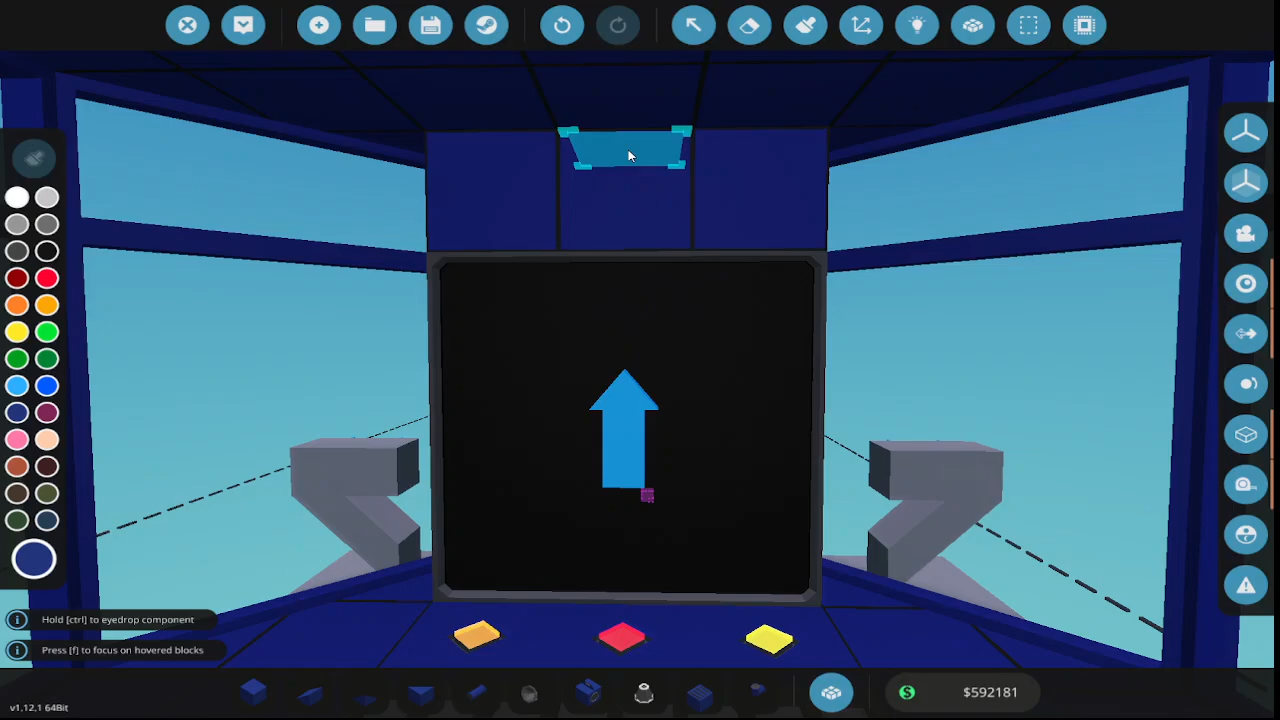 Hold [ctrl] to eyedrop component
Press [f] to focus on hovered blocks
v1.12.1 64Bit
$592181